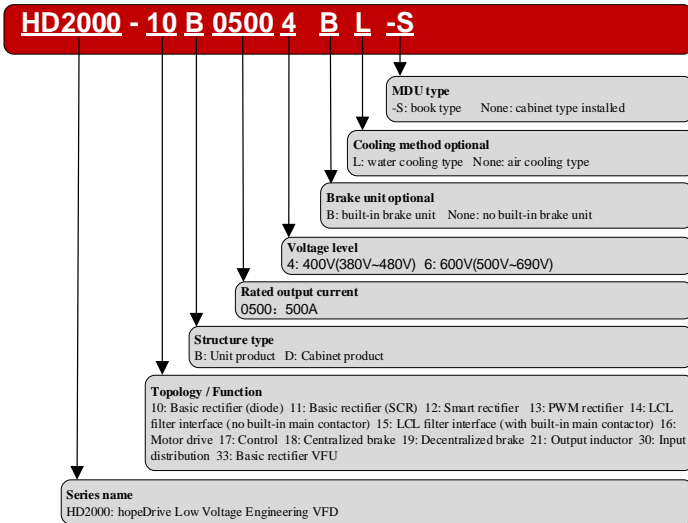 HD2000 - 10 B 0500 4 B L -S
MDU type
-S: book type None: cabinet type installed
Cooling method optional
L: water cooling type None: air cooling type
Brake unit optional
B: built-in brake unit None: no built-in brake unit
Voltage level
4: 400V(380V~480V) 6: 600V(500V~690V)
Rated output current
0500：500A
Structure type
B: Unit product D: Cabinet product
Topology / Function
10: Basic rectifier (diode) 11: Basic rectifier (SCR) 12: Smart rectifier 13: PWM rectifier 14: LCL
filter interface (no built-in main contactor) 15: LCL filter interface (with built-in main contactor) 16:
Motor drive 17: Control 18: Centralized brake 19: Decentralized brake 21: Output inductor 30: Input
distribution 33: Basic rectifier VFU
Series name
HD2000: hopeDrive Low Voltage Engineering VFD